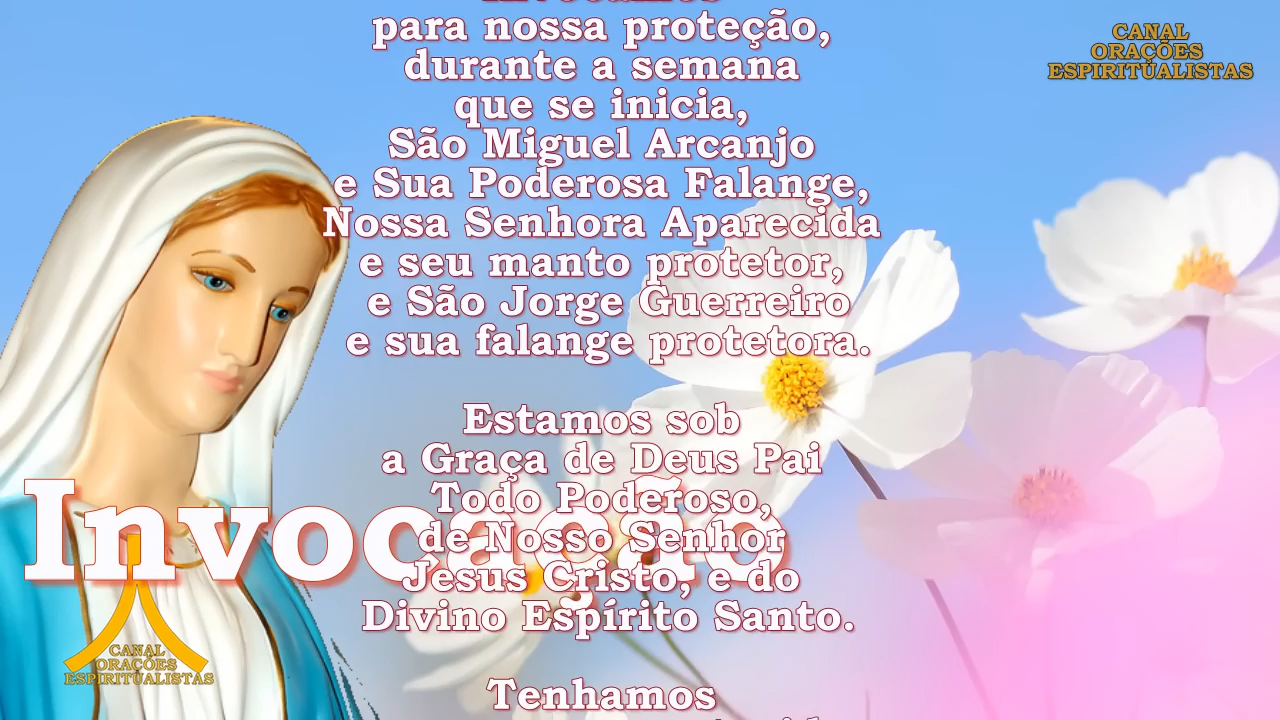 para nossa proteção,
durante a semana
que se inicia,
São Miguel Arcanjo
e Sua Poderosa Falange,
Nossa Senhora Aparecida
e seu manto protetor,
e São Jorge Guerreiro
e sua falange protetora.
Estamos sob
a Graça de Deus Pai
Todo Poderoso,
de Nosso Senhor
Jesus Cristo, e do
Divino Espírito Santo.
Tenhamos
Invocação
CANAL
ORAÇÕES
ESPIRITUALISTAS
CANAL
ORAÇÕES
ESPIRITUALISTAS